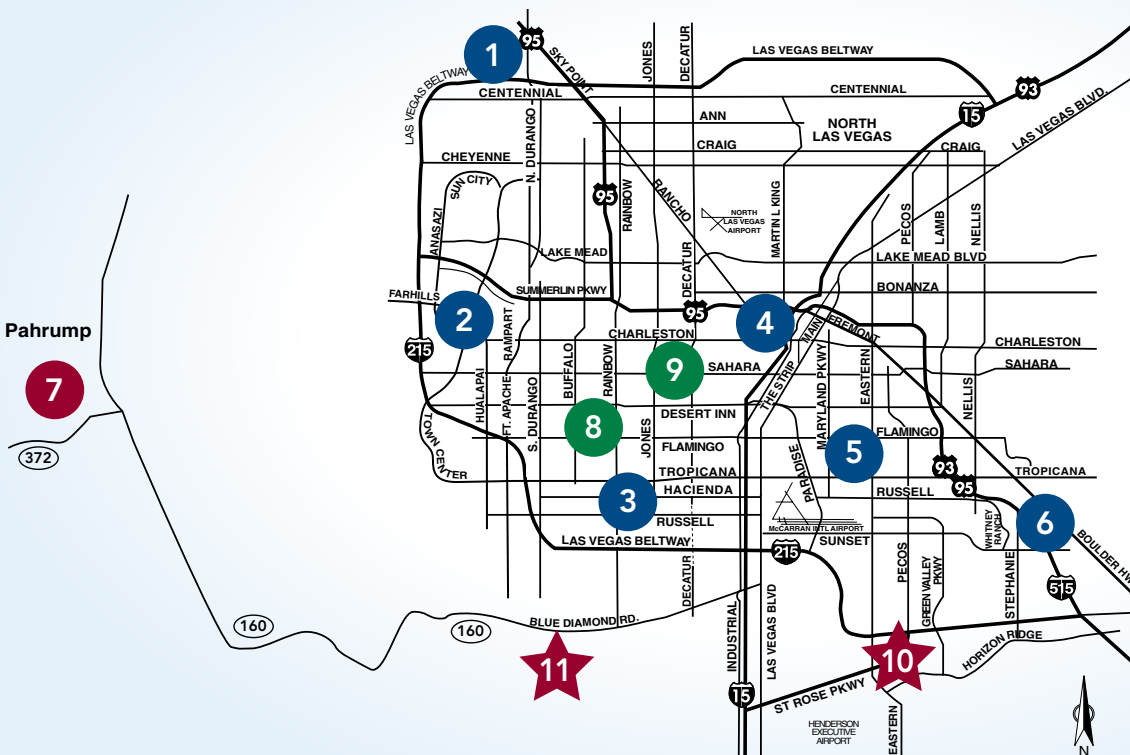 1
95
SKY POINT
JONES
DECATUR
LAS VEGAS BELTWAY
93
LAS VEGAS BELTWAY
CENTENNIAL
CENTENNIAL
15
LAS VEGAS BLVD.
ANN
NORTH
LAS VEGAS
N. DURANGO
CRAIG
CRAIG
CHEYENNE
SUN CITY
95
RAINBOW
RANCHO
MARTIN L KING
PECOS
LAMB
NELLIS
ANASAZI
NORTH
LAS VEGAS
AIRPORT
LAKE MEAD
DECATUR
LAKE MEAD BLVD
FARHILLS
SUMMERLIN PKWY
BONANZA
95
2
4
Pahrump
7
RAMPART
CHARLESTON
MAIN
FREMONT
CHARLESTON
215
BUFFALO
RAINBOW
9
SAHARA
THE STRIP
MARYLAND PKWY
EASTERN
SAHARA
HUALAPAI
FT. APACHE
S. DURANGO
NELLIS
DESERT INN
TOWN CENTER
8
JONES
FLAMINGO
FLAMINGO
5
372
PARADISE
93
TROPICANA
TROPICANA
95
3
HACIENDA
RUSSELL
RUSSELL
WHITNEY
RANCH
6
McCARRAN INTL AIRPORT
LAS VEGAS BELTWAY
SUNSET
215
BOULDER HW
DECATUR
PECOS
GREEN VALLEY
PKWY
STEPHANIE
515
160
160
BLUE DIAMOND RD.
INDUSTRIAL
LAS VEGAS BLVD
11
10
HORIZON RIDGE
15
ST ROSE PKWY
HENDERSON
EXECUTIVE
AIRPORT
EASTERN
N